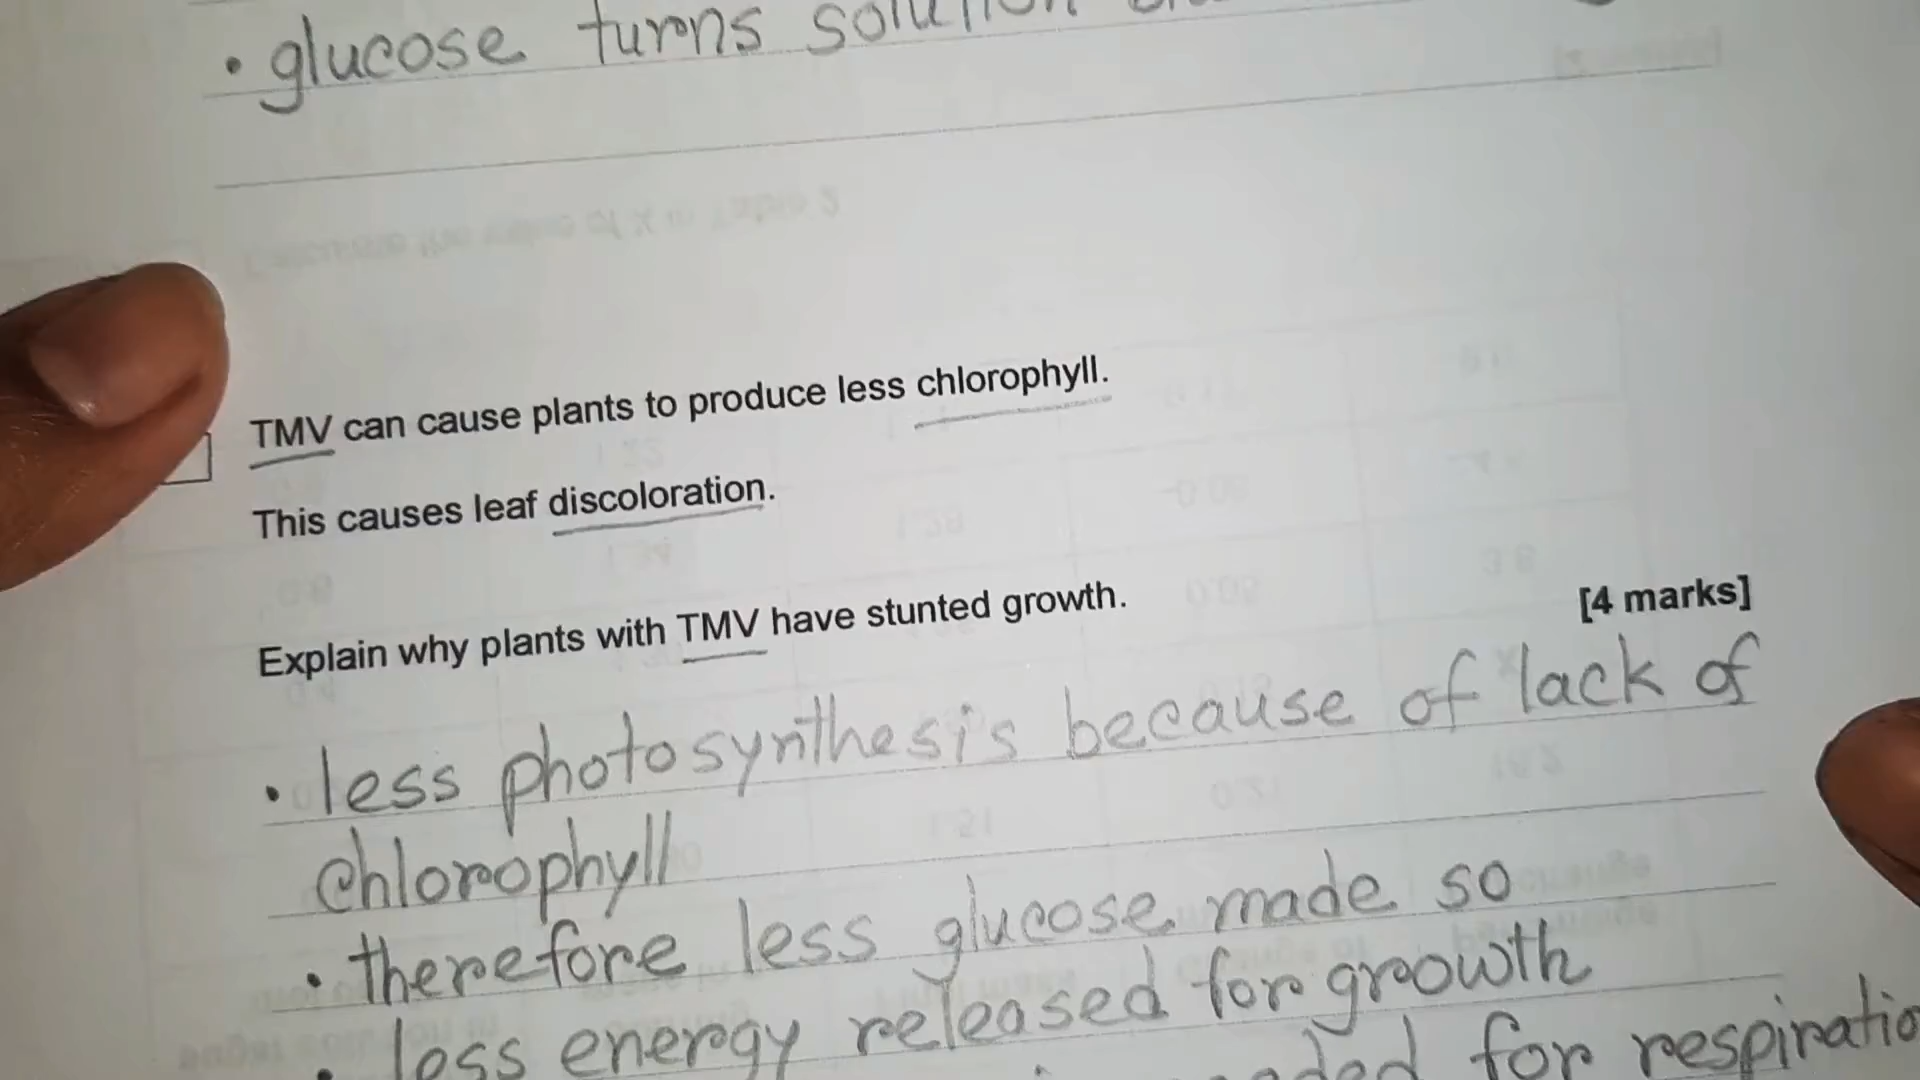 • glucose turns solution
TMV can cause plants to produce less chlorophyll.
This causes leaf discoloration.
Explain why plants with TMV have stunted growth.
[4 marks]
• less photosynthesis because of lack of
chlorophyll
• therefore less glucose made so
• less energy released for growth
for respiratio